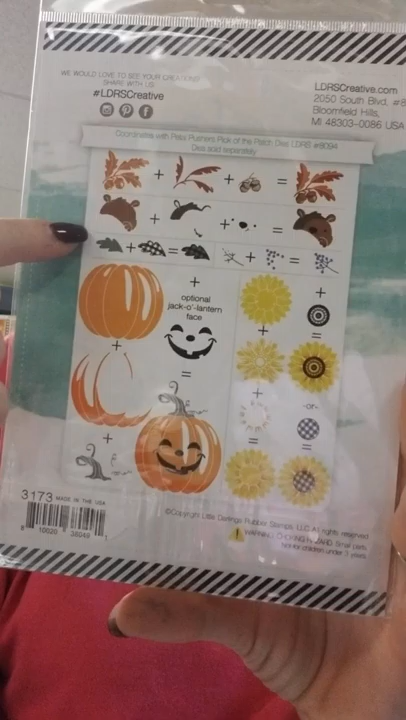 WE WOULD LOVE TO SEE YOUR CREATIONS!
SHARE WITH US:
#LDRSCreative
LDRSCreative.com
2050 South Blvd, #8
Bloomfield Hills,
MI 48303-0086 USA
Coordinates with Petal Pushers Pick of the Patch Dies LDRS #8094
Dies sold separately
+ + =
+ + =
+ = + =
+
optional
jack-o'-lantern
face
+
=
+
+
+
=
+
-or-
=
=
3173 MADE IN THE USA
©Copyright Little Darlings Rubber Stamps, LLC All rights reserved
WARNING: CHOKING HAZARD Small parts.
Not for children under 3 years